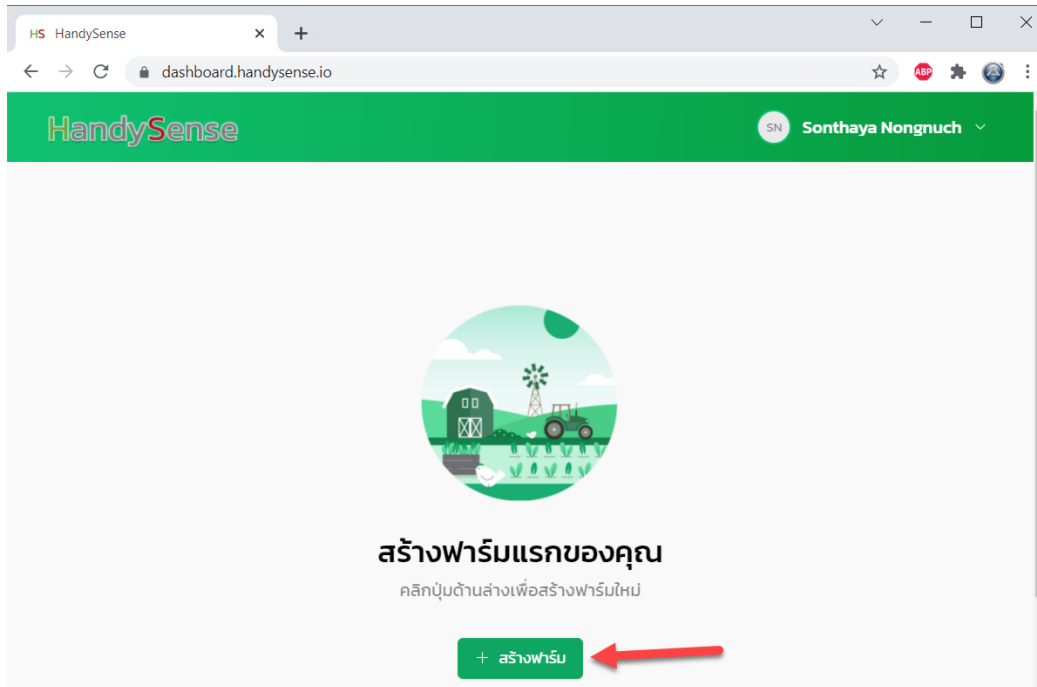 HS HandySense
dashboard.handysense.io
ABP
HandySense
SN Sonthaya Nongnuch
สร้างฟาร์มแรกของคุณ
คลิกปุ่มด้านล่างเพื่อสร้างฟาร์มใหม่
+ สร้างฟาร์ม